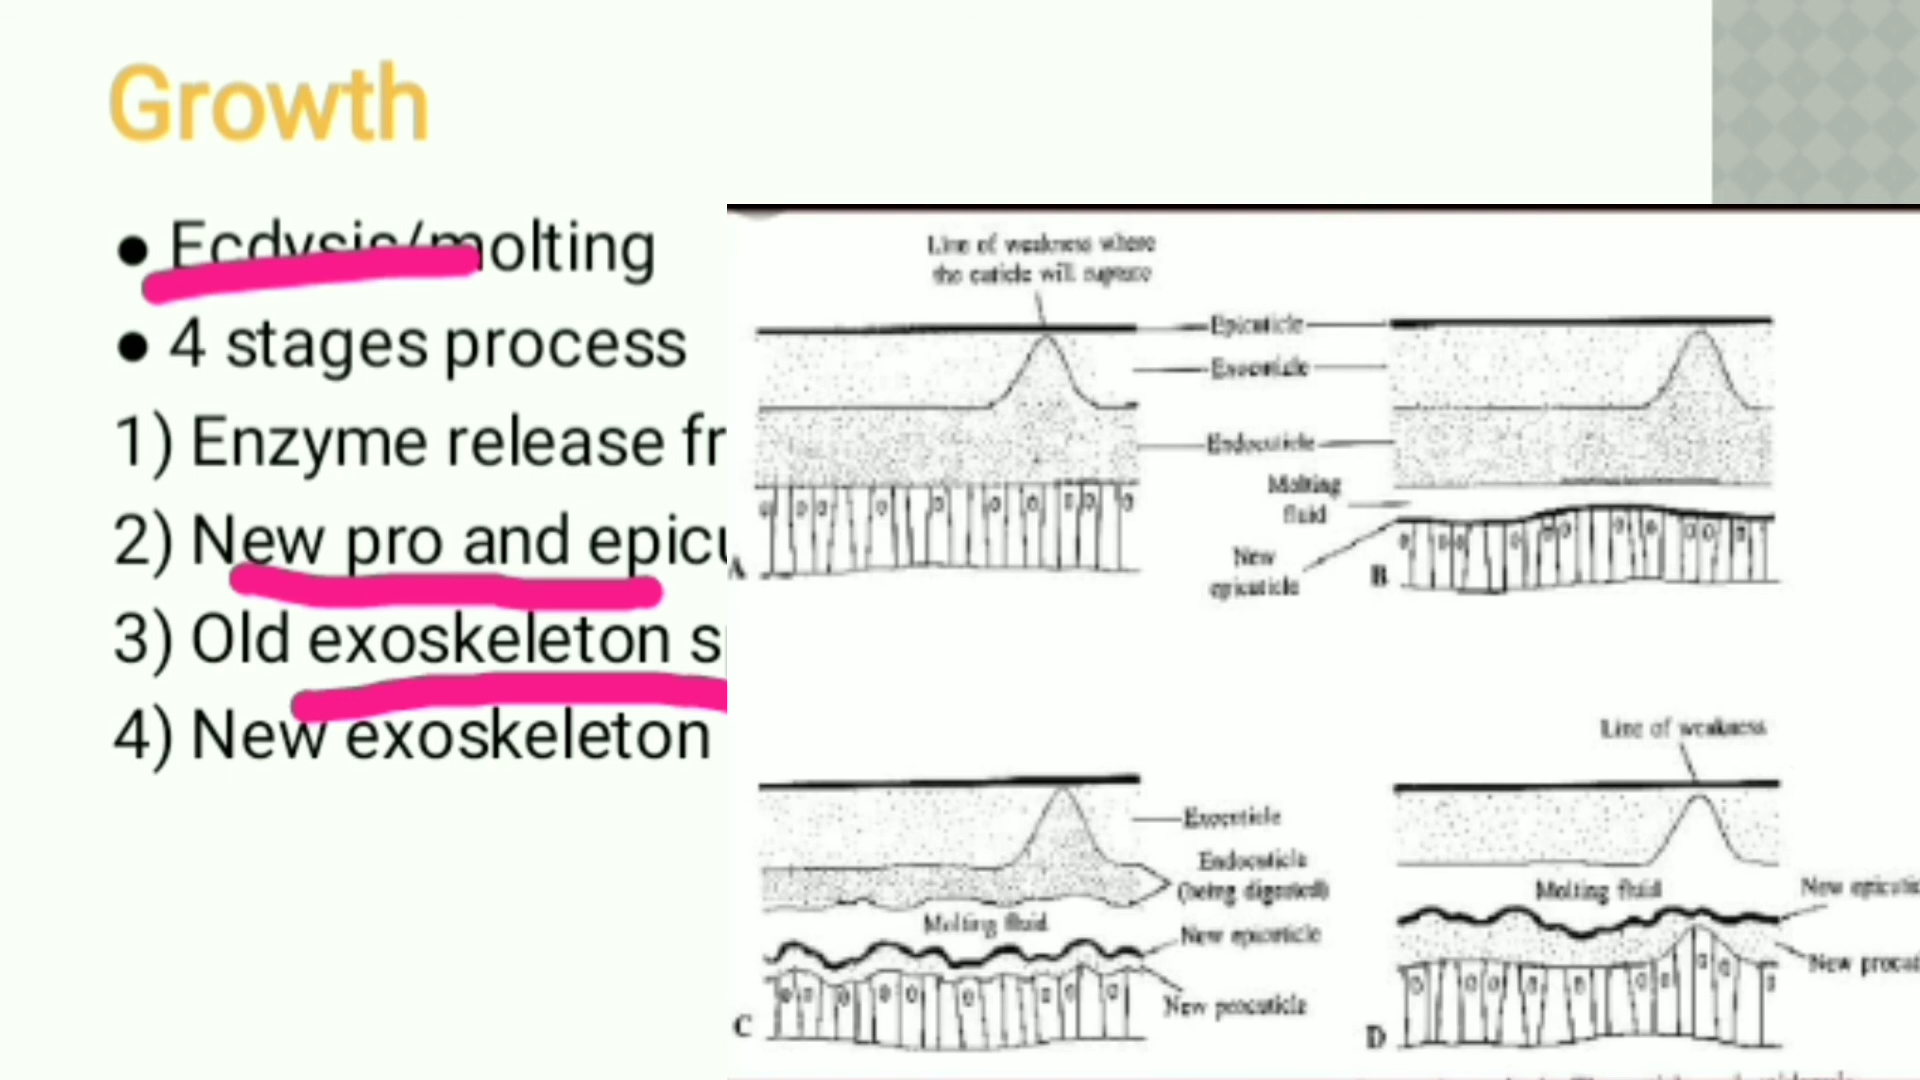 Growth
● Ecdysis/molting
● 4 stages process
1) Enzyme release fr
2) New pro and epicu
3) Old exoskeleton s
4) New exoskeleton
Line of weakness where
the cuticle will rupture
Epicuticle
Exocuticle
Endocuticle
Molting
fluid
New
epicuticle
A
B
Line of weakness
Exocuticle
Endocuticle
(being digested)
Molting fluid
New epicuticle
New procuticle
C
Molting fluid
New epicutic
New procut
D